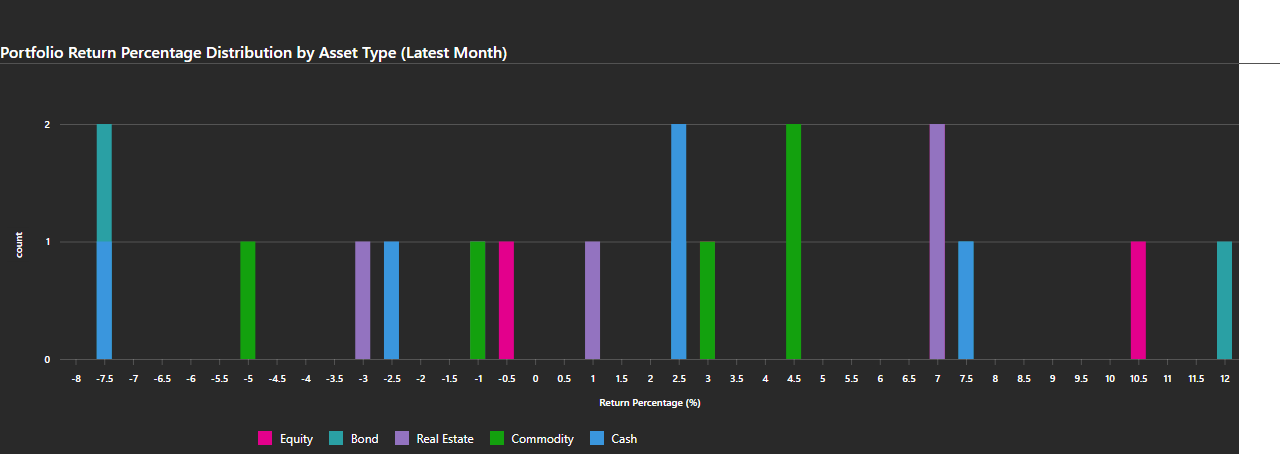 Portfolio Return Percentage Distribution by Asset Type (Latest Month)
2
1
0
count
-8 -7.5 -7 -6.5 -6 -5.5 -5 -4.5 -4 -3.5 -3 -2.5 -2 -1.5 -1 -0.5 0 0.5 1 1.5 2 2.5 3 3.5 4 4.5 5 5.5 6 6.5 7 7.5 8 8.5 9 9.5 10 10.5 11 11.5 12
Return Percentage (%)
Equity Bond Real Estate Commodity Cash